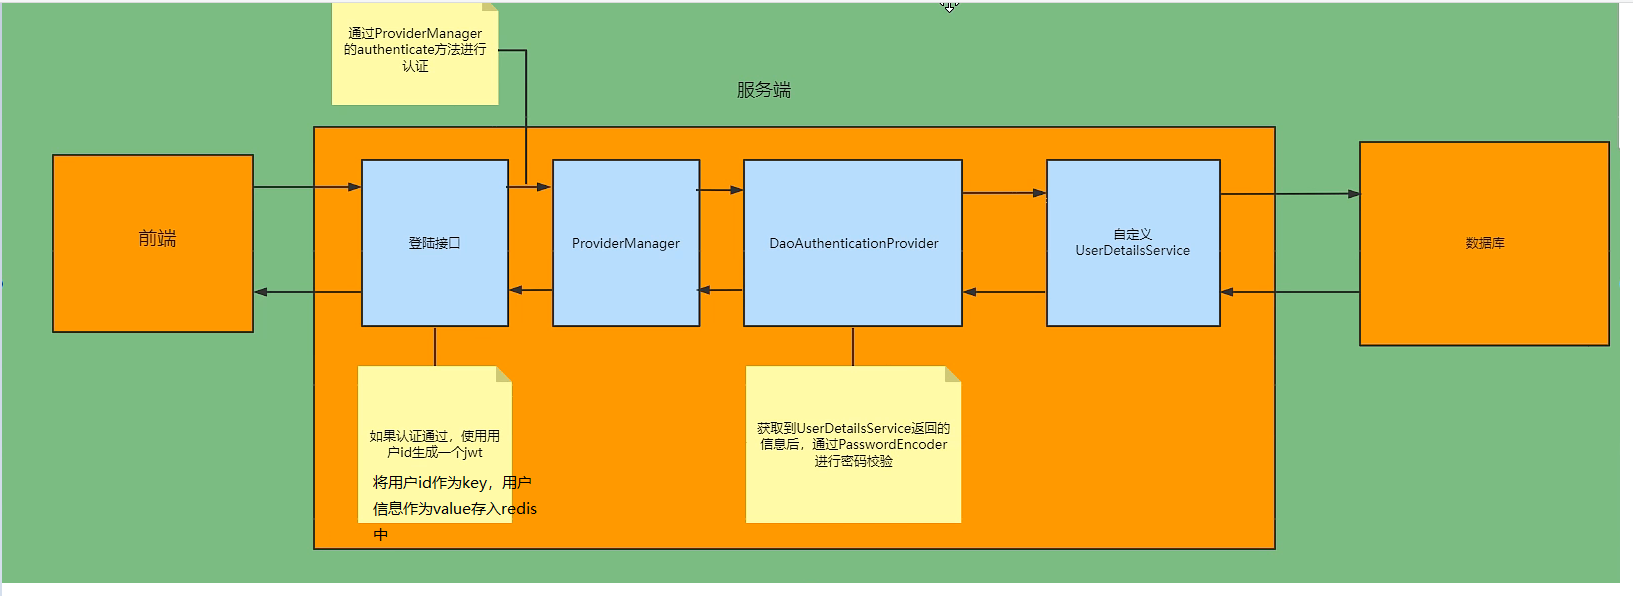 通过ProviderManager
的authenticate方法进行
认证
服务端
前端
登陆接口
ProviderManager
DaoAuthenticationProvider
自定义
UserDetailsService
数据库
如果认证通过，使用用
户id生成一个jwt
将用户id作为key，用户
信息作为value存入redis
中
获取到UserDetailsService返回的
信息后，通过PasswordEncoder
进行密码校验